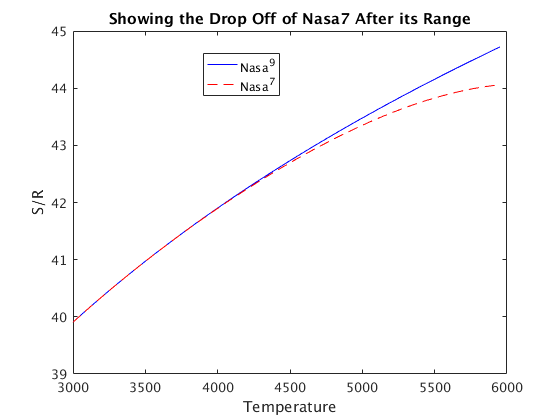 Showing the Drop Off of Nasa7 After its Range
45
44
43
42
41
40
39
S/R
Nasa⁹
Nasa⁷
3000 3500 4000 4500 5000 5500 6000
Temperature